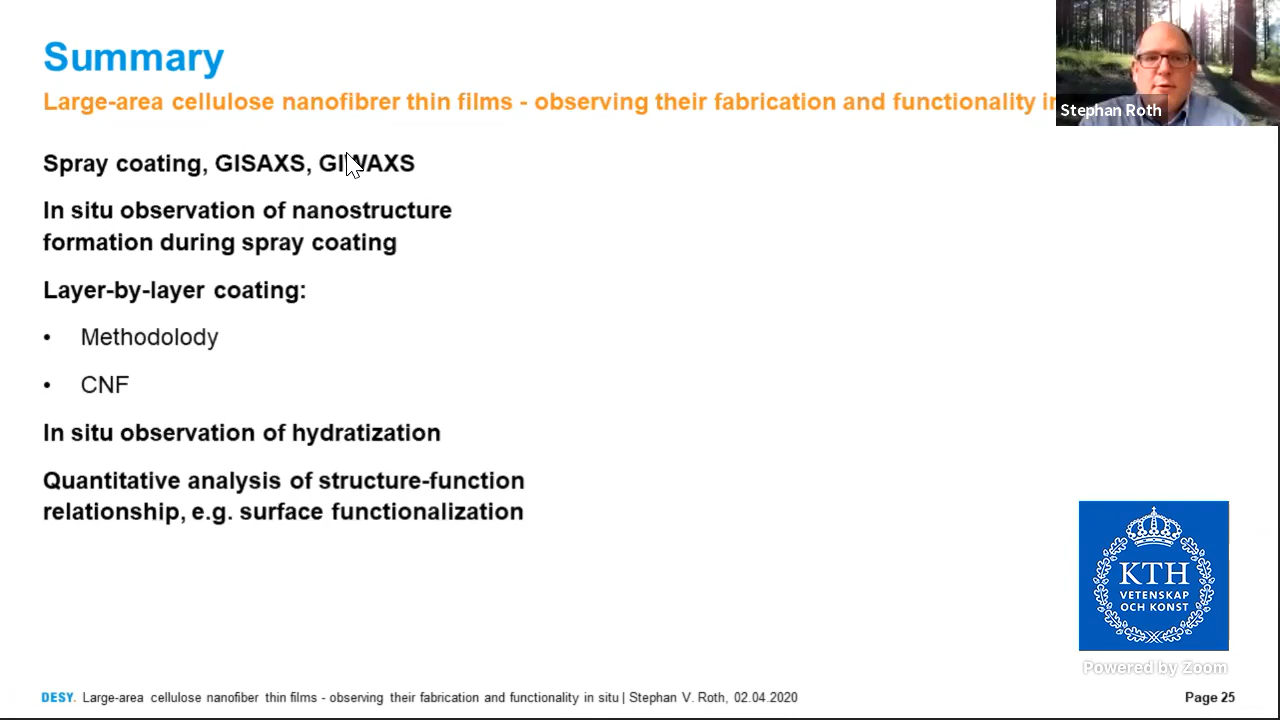 Summary
Large-area cellulose nanofibrer thin films - observing their fabrication and functionality in
Stephan Roth
Spray coating, GISAXS, GIWAXS
In situ observation of nanostructure
formation during spray coating
Layer-by-layer coating:
• Methodolody
• CNF
In situ observation of hydratization
Quantitative analysis of structure-function
relationship, e.g. surface functionalization
KTH
VETENSKAP
OCH KONST
Powered by Zoom
DESY. Large-area cellulose nanofiber thin films - observing their fabrication and functionality in situ | Stephan V. Roth, 02.04.2020
Page 25